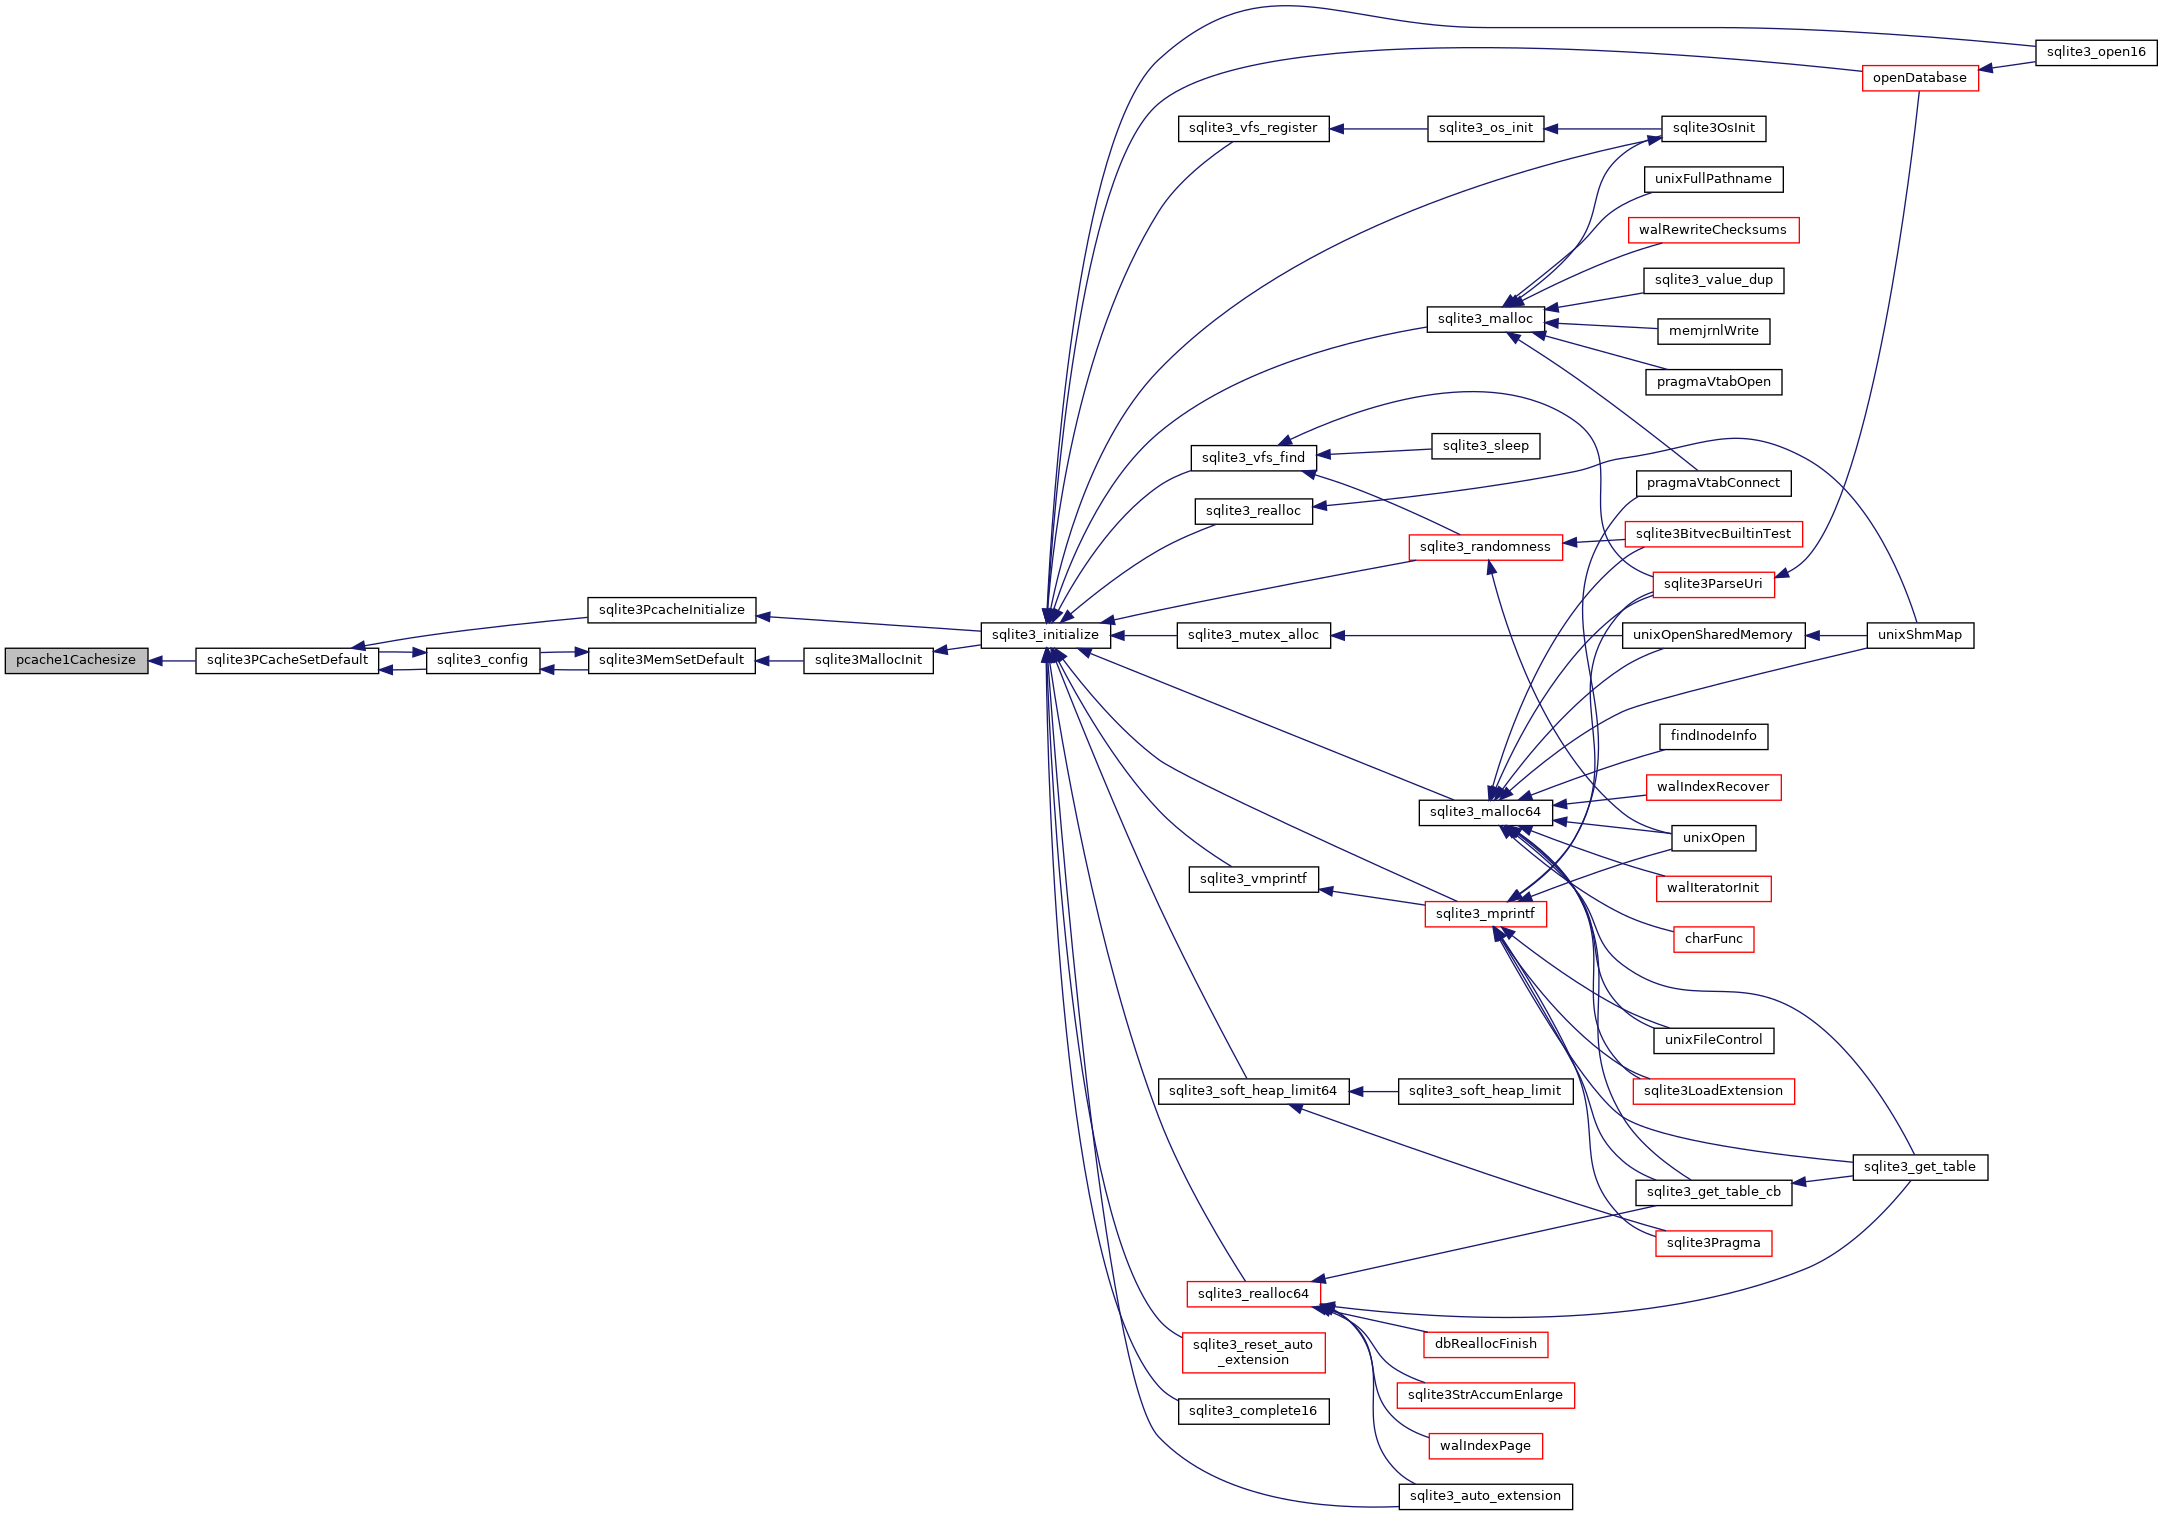 sqlite3_open16
openDatabase
sqlite3_vfs_register
sqlite3_os_init
sqlite3OsInit
unixFullPathname
walRewriteChecksums
sqlite3_value_dup
sqlite3_malloc
memjrnlWrite
pragmaVtabOpen
sqlite3_sleep
sqlite3_vfs_find
pragmaVtabConnect
sqlite3_realloc
sqlite3BitvecBuiltinTest
sqlite3_randomness
sqlite3ParseUri
sqlite3PcacheInitialize
sqlite3_initialize
sqlite3_mutex_alloc
unixOpenSharedMemory
unixShmMap
pcache1Cachesize
sqlite3PCacheSetDefault
sqlite3_config
sqlite3MemSetDefault
sqlite3MallocInit
findInodeInfo
walIndexRecover
sqlite3_malloc64
unixOpen
sqlite3_vmprintf
walIteratorInit
sqlite3_mprintf
charFunc
unixFileControl
sqlite3_soft_heap_limit64
sqlite3_soft_heap_limit
sqlite3LoadExtension
sqlite3_get_table
sqlite3_get_table_cb
sqlite3Pragma
sqlite3_realloc64
sqlite3_reset_auto
_extension
dbReallocFinish
sqlite3StrAccumEnlarge
sqlite3_complete16
walIndexPage
sqlite3_auto_extension